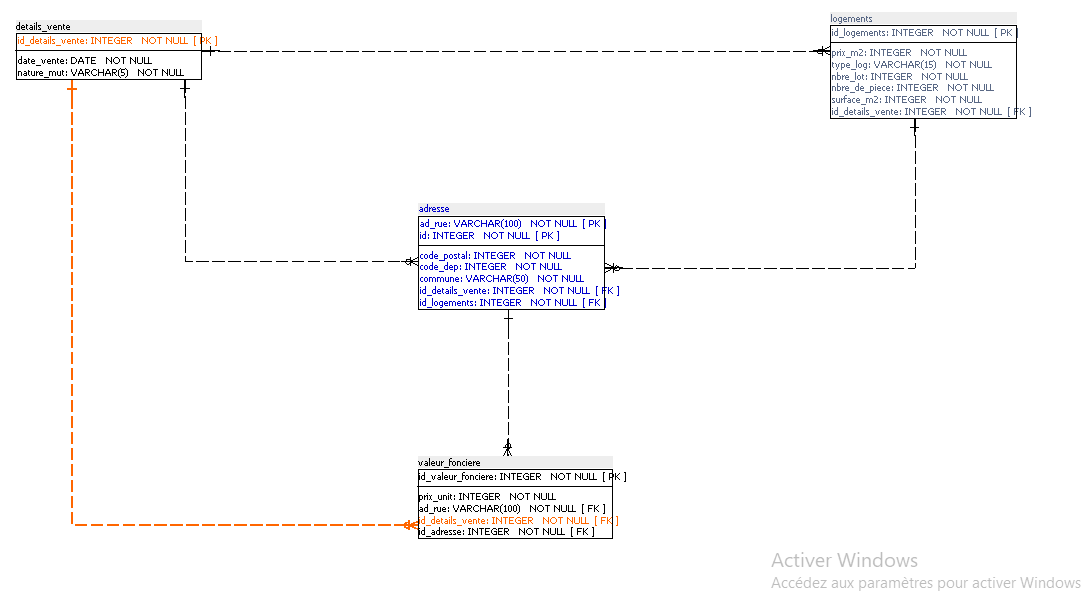 details_vente
id_details_vente: INTEGER NOT NULL [ PK ]
date_vente: DATE NOT NULL
nature_mut: VARCHAR(5) NOT NULL
logements
id_logements: INTEGER NOT NULL [ PK ]
prix_m2: INTEGER NOT NULL
type_log: VARCHAR(15) NOT NULL
nbre_lot: INTEGER NOT NULL
nbre_de_piece: INTEGER NOT NULL
surface_m2: INTEGER NOT NULL
id_details_vente: INTEGER NOT NULL [ FK ]
adresse
ad_rue: VARCHAR(100) NOT NULL [ PK ]
id: INTEGER NOT NULL [ PK ]
code_postal: INTEGER NOT NULL
code_dep: INTEGER NOT NULL
commune: VARCHAR(50) NOT NULL
id_details_vente: INTEGER NOT NULL [ FK ]
id_logements: INTEGER NOT NULL [ FK ]
valeur_fonciere
id_valeur_fonciere: INTEGER NOT NULL [ PK ]
prix_unit: INTEGER NOT NULL
ad_rue: VARCHAR(100) NOT NULL [ FK ]
id_details_vente: INTEGER NOT NULL [ FK ]
id_adresse: INTEGER NOT NULL [ FK ]
Activer Windows
Accédez aux paramètres pour activer Windows